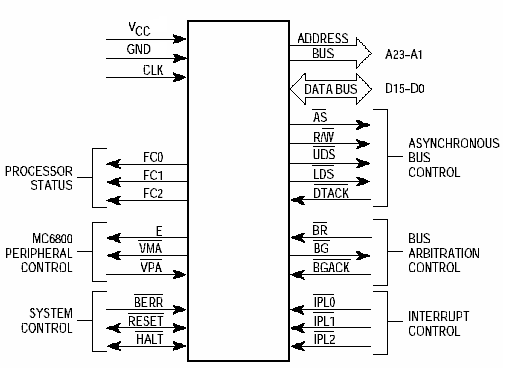 VCC
GND
CLK
ADDRESS
BUS
A23-A1
DATA BUS
D15-D0
AS
R/W
UDS
LDS
DTACK
ASYNCHRONOUS
BUS
CONTROL
PROCESSOR
STATUS
FC0
FC1
FC2
MC6800
PERIPHERAL
CONTROL
E
VMA
VPA
BR
BG
BGACK
BUS
ARBITRATION
CONTROL
SYSTEM
CONTROL
BERR
RESET
HALT
IPL0
IPL1
IPL2
INTERRUPT
CONTROL